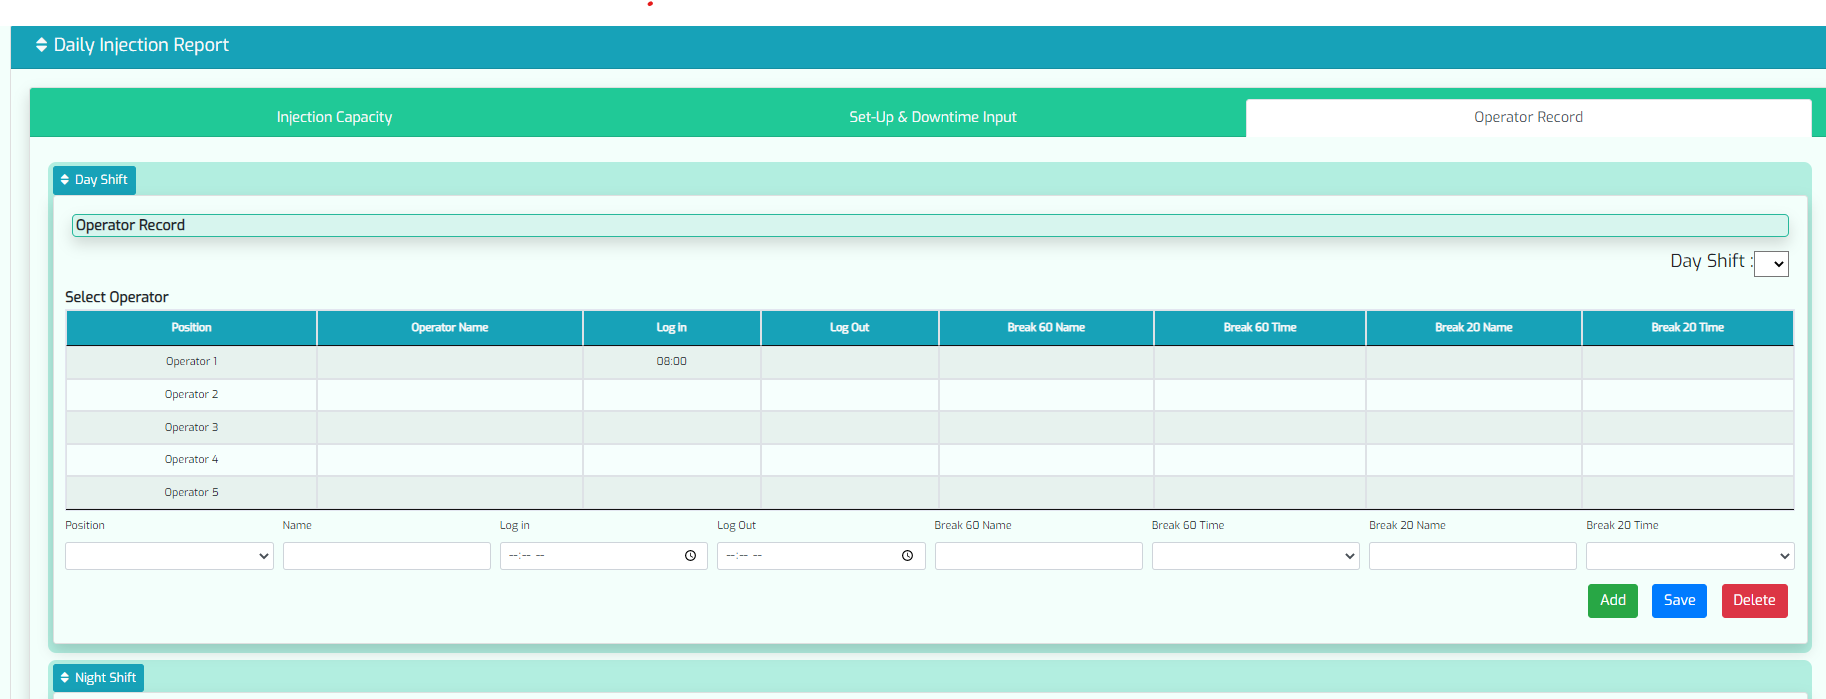 Daily Injection Report
Injection Capacity Set-Up & Downtime Input Operator Record
Day Shift
Operator Record
Day Shift :
Select Operator
Position Operator Name Log In Log Out Break 60 Name Break 60 Time Break 20 Name Break 20 Time
Operator 1 08:00
Operator 2
Operator 3
Operator 4
Operator 5
Position Name Log in Log Out Break 60 Name Break 60 Time Break 20 Name Break 20 Time
--:-- -- --:-- --
Add Save Delete
Night Shift